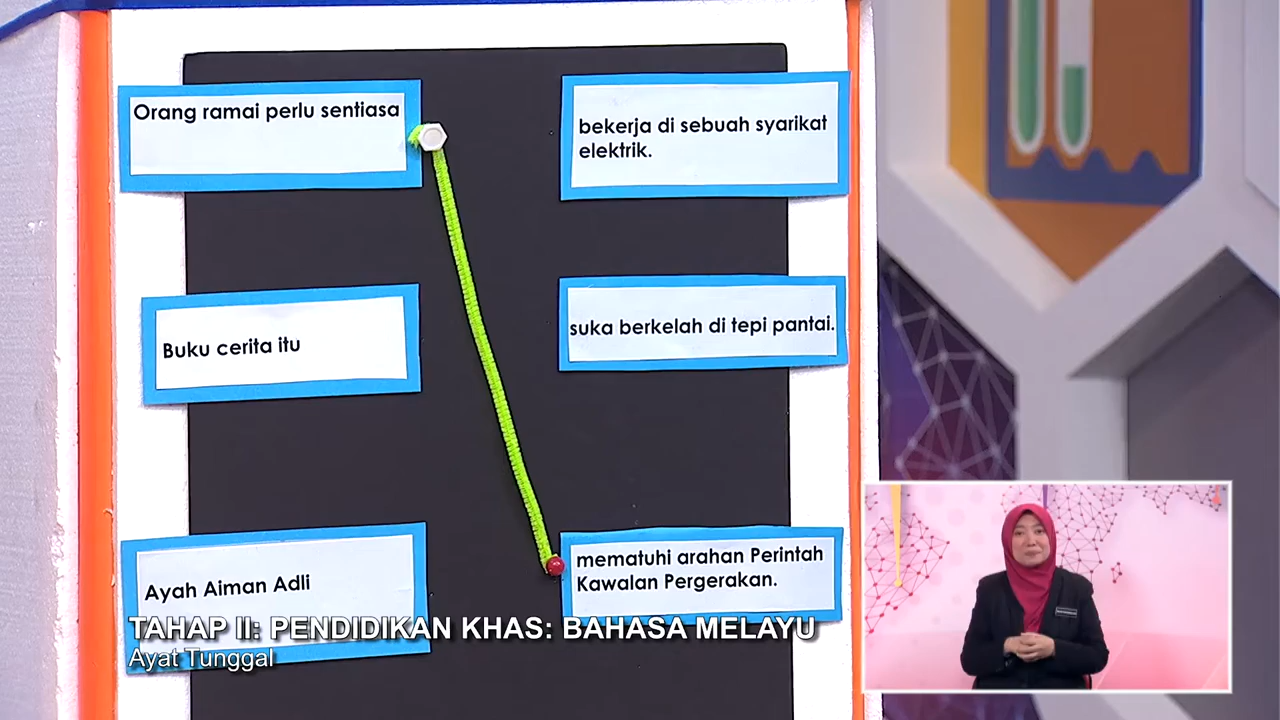 Orang ramai perlu sentiasa
bekerja di sebuah syarikat
elektrik.
Buku cerita itu
suka berkelah di tepi pantai.
Ayah Aiman Adli
mematuhi arahan Perintah
Kawalan Pergerakan.
TAHAP II: PENDIDIKAN KHAS: BAHASA MELAYU
Ayat Tunggal